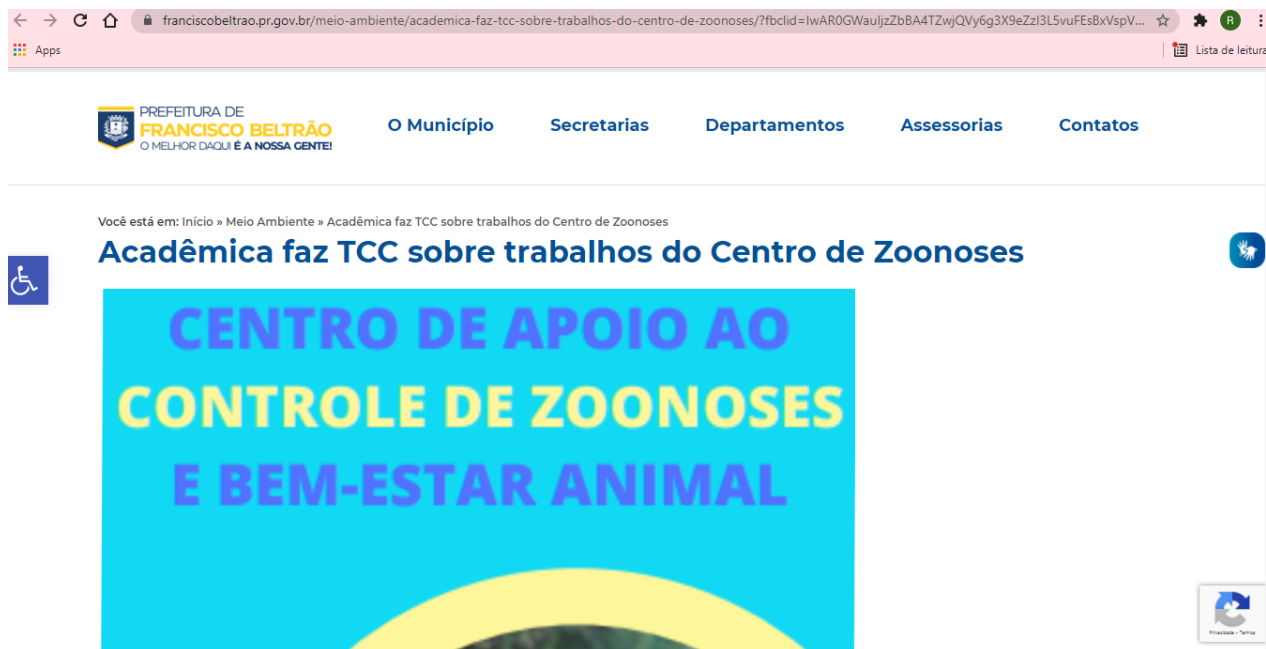 franciscobeltrao.pr.gov.br/meio-ambiente/academica-faz-tcc-sobre-trabalhos-do-centro-de-zoonoses/?fbclid=IwAR0GWauljzZbBA4TZwjQVy6g3X9eZzI3L5vuFEsBxVspV...
R
Apps
Lista de leitura
PREFEITURA DE
FRANCISCO BELTRÃO
O MELHOR DAQUI É A NOSSA GENTE!
O Município
Secretarias
Departamentos
Assessorias
Contatos
Você está em: Início » Meio Ambiente » Acadêmica faz TCC sobre trabalhos do Centro de Zoonoses
Acadêmica faz TCC sobre trabalhos do Centro de Zoonoses
CENTRO DE APOIO AO
CONTROLE DE ZOONOSES
E BEM-ESTAR ANIMAL
Privacidade - Termos